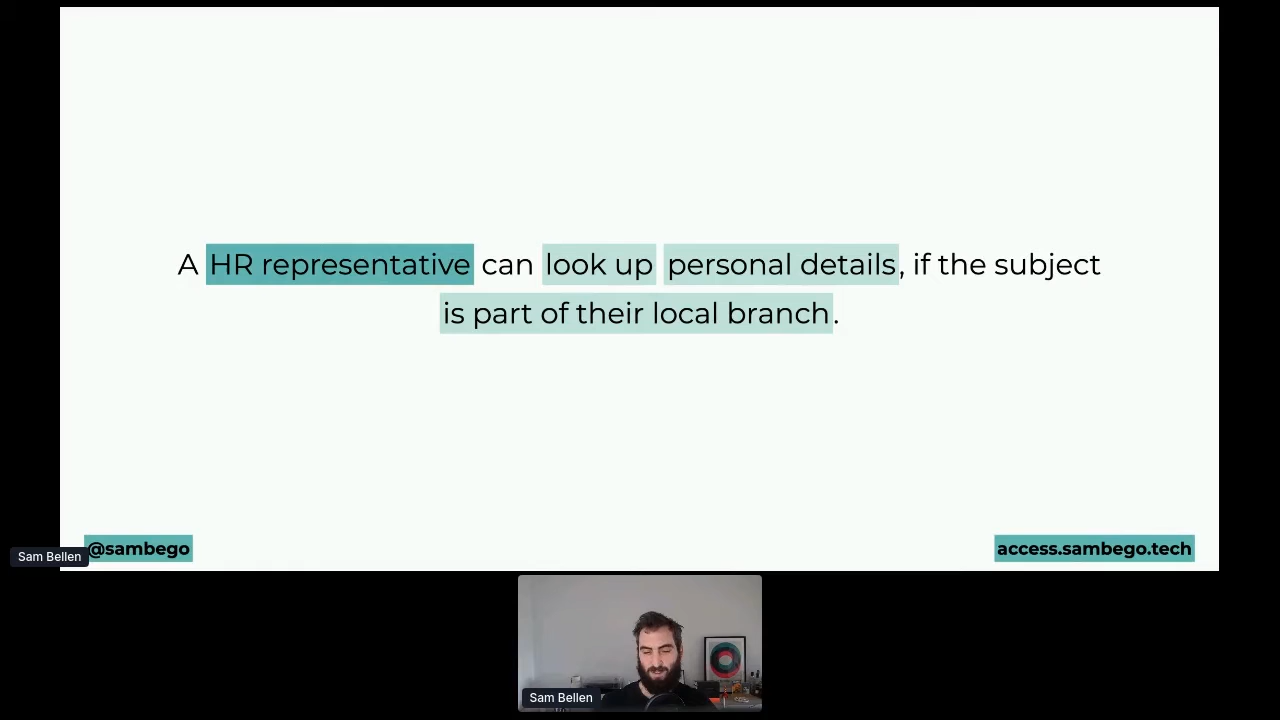 A HR representative can look up personal details, if the subject
is part of their local branch.
@sambego
access.sambego.tech
Sam Bellen
Sam Bellen